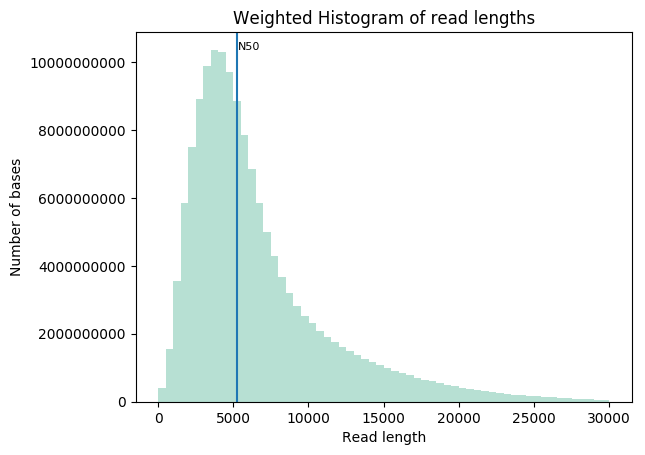 Weighted Histogram of read lengths
N50
10000000000
8000000000
6000000000
4000000000
2000000000
0
Number of bases
0 5000 10000 15000 20000 25000 30000
Read length